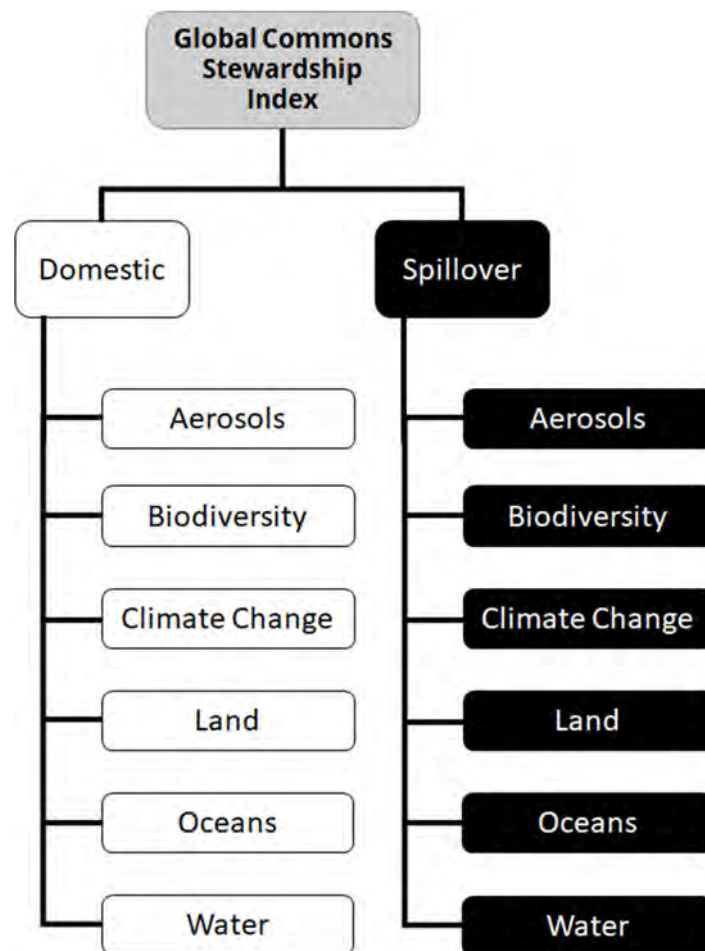 Global Commons
Stewardship
Index
Domestic
Spillover
Aerosols
Biodiversity
Climate Change
Land
Oceans
Water
Aerosols
Biodiversity
Climate Change
Land
Oceans
Water